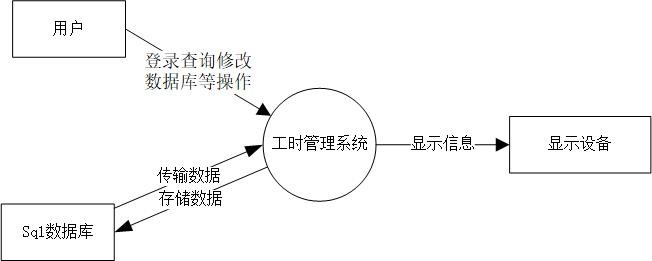 用户
登录查询修改
数据库等操作
工时管理系统
显示信息
显示设备
传输数据
存储数据
Sql数据库